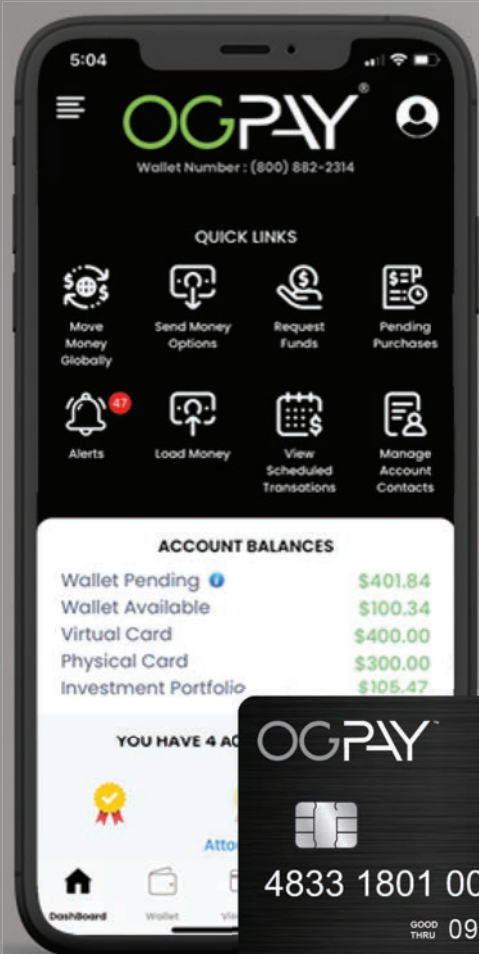 5:04
OGPAY®
Wallet Number : (800) 882-2314
QUICK LINKS
Move Money Globally
Send Money Options
Request Funds
Pending Purchases
47
Alerts
Load Money
View Scheduled Transations
Manage Account Contacts
ACCOUNT BALANCES
Wallet Pending $401.84
Wallet Available $100.34
Virtual Card $400.00
Physical Card $300.00
Investment Portfolio $105.47
YOU HAVE 4
OGPAY™
4833 1801 00
GOOD THRU 09
DashBoard
Wallet